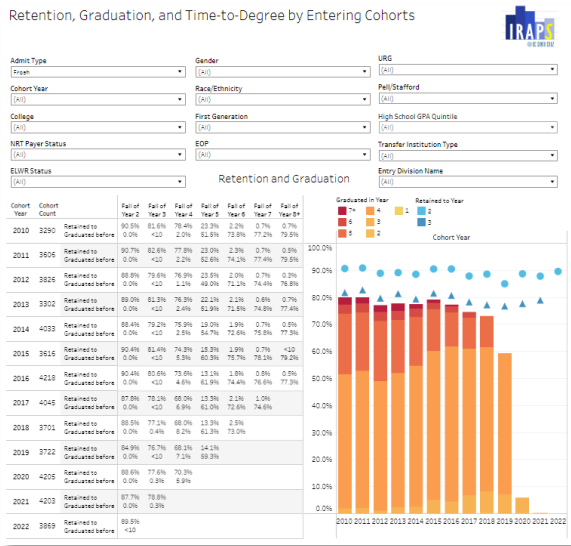 Retention, Graduation, and Time-to-Degree by Entering Cohorts
IRAPS
Admit Type
Frosh
Gender
(All)
URG
(All)
Cohort Year
(All)
Race/Ethnicity
(All)
Pell/Stafford
(All)
College
(All)
First Generation
(All)
High School GPA Quintile
(All)
NRT Payer Status
(All)
EOP
(All)
Transfer Institution Type
(All)
ELWR Status
(All)
Entry Division Name
(All)
Retention and Graduation
Cohort Year Cohort Count Fall of Year 2 Fall of Year 3 Fall of Year 4 Fall of Year 5 Fall of Year 6 Fall of Year 7 Fall of Year 8+
2010 3290 Retained to 90.5% 81.6% 78.4% 23.3% 2.2% 0.7% 0.7%
Graduated before 0.0% <10 2.0% 51.5% 73.8% 77.2% 79.5%
2011 3606 Retained to 90.7% 82.6% 77.8% 23.0% 2.3% 0.7% 0.5%
Graduated before 0.0% <10 2.2% 52.6% 74.1% 77.4% 79.5%
2012 3826 Retained to 88.8% 79.6% 76.9% 23.5% 2.0% 0.7% 0.3%
Graduated before 0.0% <10 1.1% 49.0% 71.1% 74.4% 76.8%
2013 3302 Retained to 89.0% 81.3% 76.3% 22.1% 2.1% 0.6% 0.7%
Graduated before 0.0% <10 2.4% 51.9% 71.5% 74.8% 77.4%
2014 4033 Retained to 88.4% 79.2% 75.9% 19.0% 1.9% 0.7% 0.5%
Graduated before 0.0% <10 2.5% 54.7% 72.6% 75.8% 77.3%
2015 3616 Retained to 90.4% 81.4% 74.3% 15.3% 1.9% 0.7% <10
Graduated before 0.0% <10 5.3% 60.3% 75.7% 78.1% 79.2%
2016 4218 Retained to 90.4% 80.6% 73.6% 13.1% 1.8% 0.8% 0.5%
Graduated before 0.0% <10 4.6% 61.9% 74.4% 76.6% 77.3%
2017 4045 Retained to 87.8% 78.1% 68.0% 13.3% 2.1% 1.0%
Graduated before 0.0% <10 6.9% 61.0% 72.6% 74.6%
2018 3701 Retained to 88.5% 77.1% 68.0% 13.3% 2.5%
Graduated before 0.0% 0.4% 8.2% 61.3% 73.0%
2019 3722 Retained to 84.9% 76.7% 68.1% 14.1%
Graduated before 0.0% <10 7.1% 59.3%
2020 4205 Retained to 88.6% 77.6% 70.3%
Graduated before 0.0% 0.3% 5.9%
2021 4203 Retained to 87.7% 78.8%
Graduated before 0.0% 0.3%
2022 3869 Retained to 89.5%
Graduated before <10
Graduated in Year
7+ 4 1
6 3
5 2
Retained to Year
2
3
Cohort Year
100.0%
90.0%
80.0%
70.0%
60.0%
50.0%
40.0%
30.0%
20.0%
10.0%
0.0%
2010 2011 2012 2013 2014 2015 2016 2017 2018 2019 2020 2021 2022